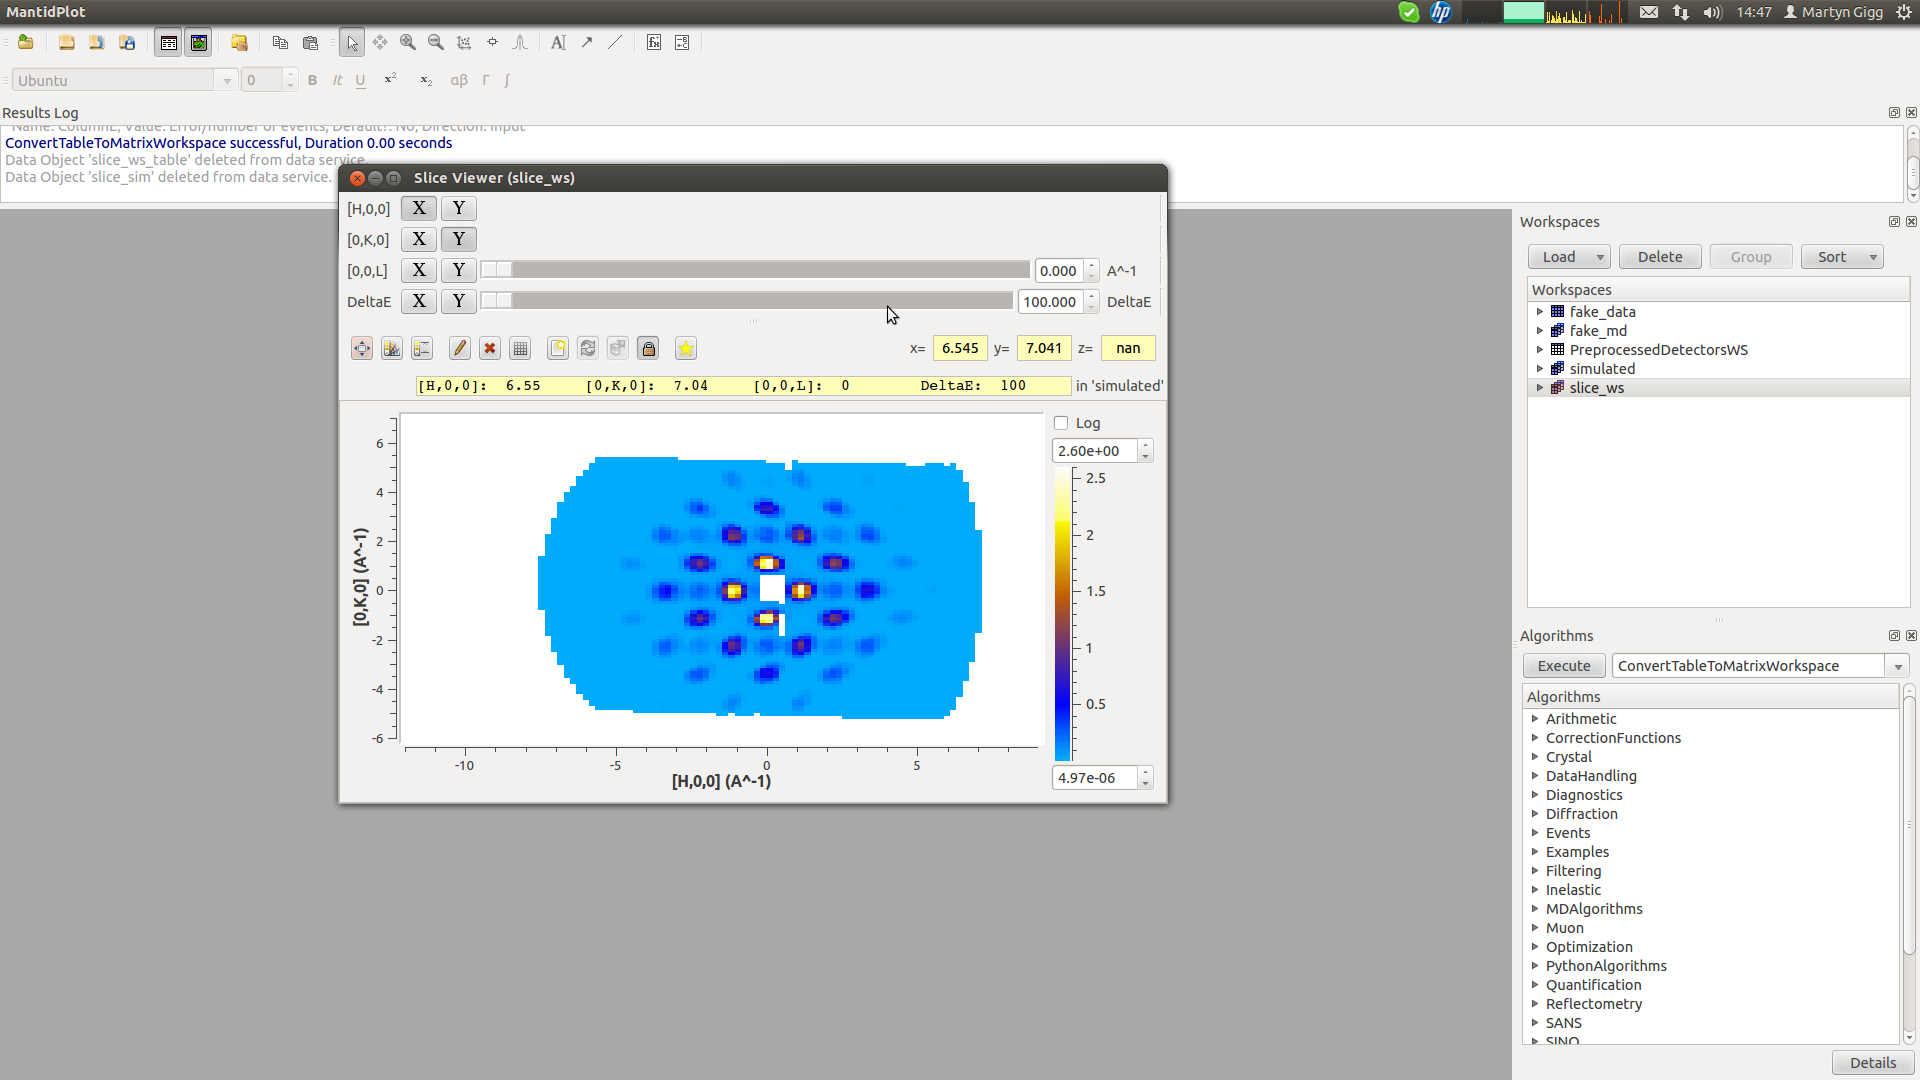 MantidPlot
14:47 Martyn Gigg
Ubuntu 0 B It U x² x₂ αβ Γ ∫
Results Log
Name: ColumnE, Value: Error/number of events, Default?: No, Direction: Input
ConvertTableToMatrixWorkspace successful, Duration 0.00 seconds
Data Object 'slice_ws_table' deleted from data service.
Data Object 'slice_sim' deleted from data service.
Slice Viewer (slice_ws)
[H,0,0] X Y
[0,K,0] X Y
[0,0,L] X Y 0.000 A^-1
DeltaE X Y 100.000 DeltaE
x= 6.545 y= 7.041 z= nan
[H,0,0]: 6.55 [0,K,0]: 7.04 [0,0,L]: 0 DeltaE: 100 in 'simulated'
Log
2.60e+00
2.5
2
1.5
1
0.5
4.97e-06
6
4
2
0
-2
-4
-6
[0,K,0] (A^-1)
-10 -5 0 5
[H,0,0] (A^-1)
Workspaces
Load Delete Group Sort
Workspaces
fake_data
fake_md
PreprocessedDetectorsWS
simulated
slice_ws
Algorithms
Execute ConvertTableToMatrixWorkspace
Algorithms
Arithmetic
CorrectionFunctions
Crystal
DataHandling
Diagnostics
Diffraction
Events
Examples
Filtering
Inelastic
MDAlgorithms
Muon
Optimization
PythonAlgorithms
Quantification
Reflectometry
SANS
SINQ
Details